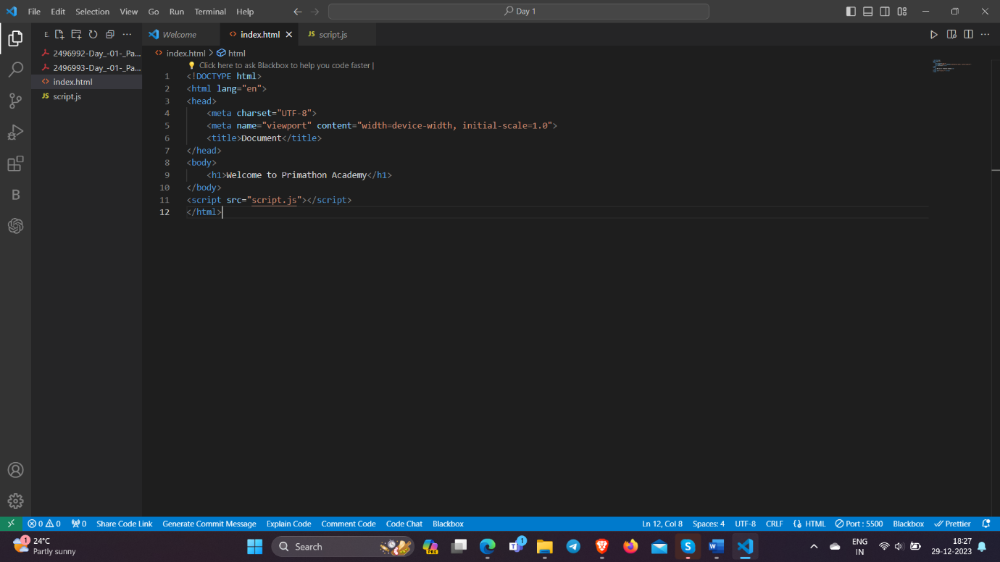 File Edit Selection View Go Run Terminal Help
Day 1
E.
Welcome
index.html
JS script.js
2496992-Day_-01-_Pa...
2496993-Day_-01-_Pa...
index.html
JS script.js
index.html > html
Click here to ask Blackbox to help you code faster |
1 <!DOCTYPE html>
2 <html lang="en">
3 <head>
4 <meta charset="UTF-8">
5 <meta name="viewport" content="width=device-width, initial-scale=1.0">
6 <title>Document</title>
7 </head>
8 <body>
9 <h1>Welcome to Primathon Academy</h1>
10 </body>
11 <script src="script.js"></script>
12 </html>
B
0 0 0 Share Code Link Generate Commit Message Explain Code Comment Code Code Chat Blackbox Ln 12, Col 8 Spaces: 4 UTF-8 CRLF HTML Port : 5500 Blackbox Prettier
1
24°C
Partly sunny
Search
PRE
1
ENG
IN
18:27
29-12-2023